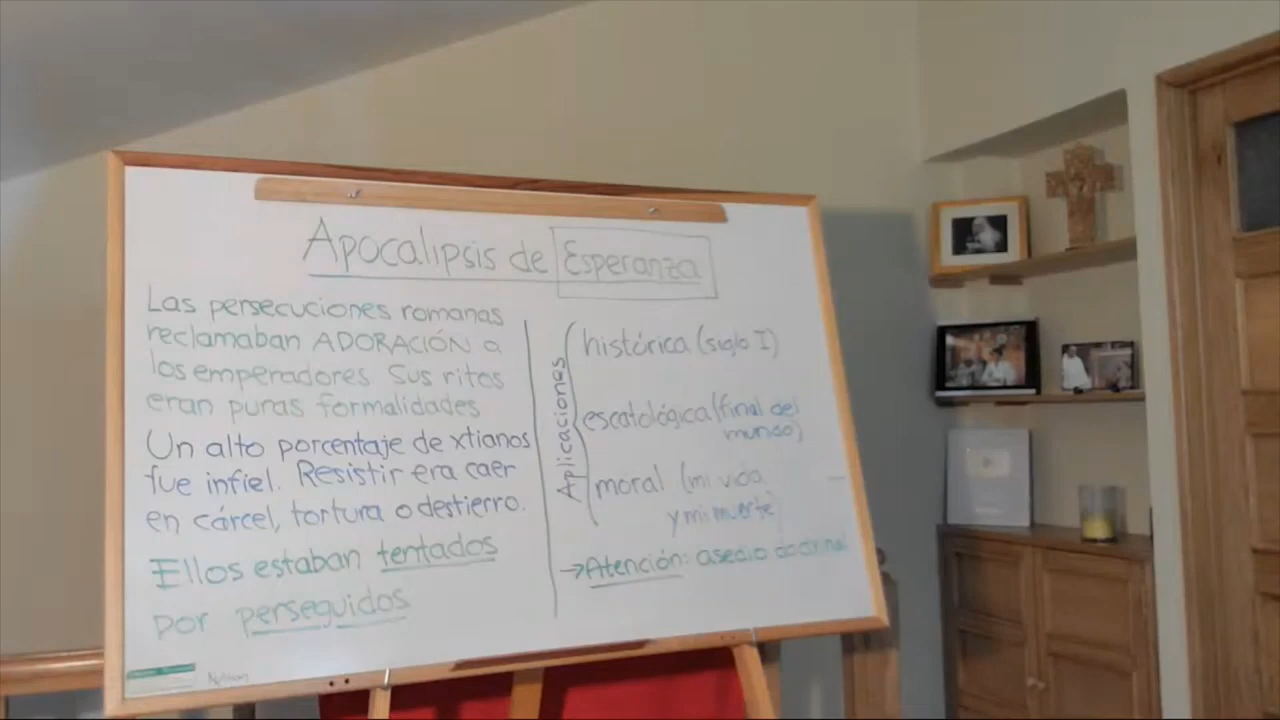 Apocalipsis de Esperanza
Las persecuciones romanas
reclamaban ADORACIÓN a
los emperadores. Sus ritos
eran puras formalidades
Un alto porcentaje de xtianos
fue infiel. Resistir era caer
en cárcel, tortura o destierro.
Ellos estaban tentados
por perseguidos
Aplicaciones
histórica (siglo I)
escatológica (final del
mundo)
moral (mi vida
y mi muerte)
→Atención: asedio doctrinal